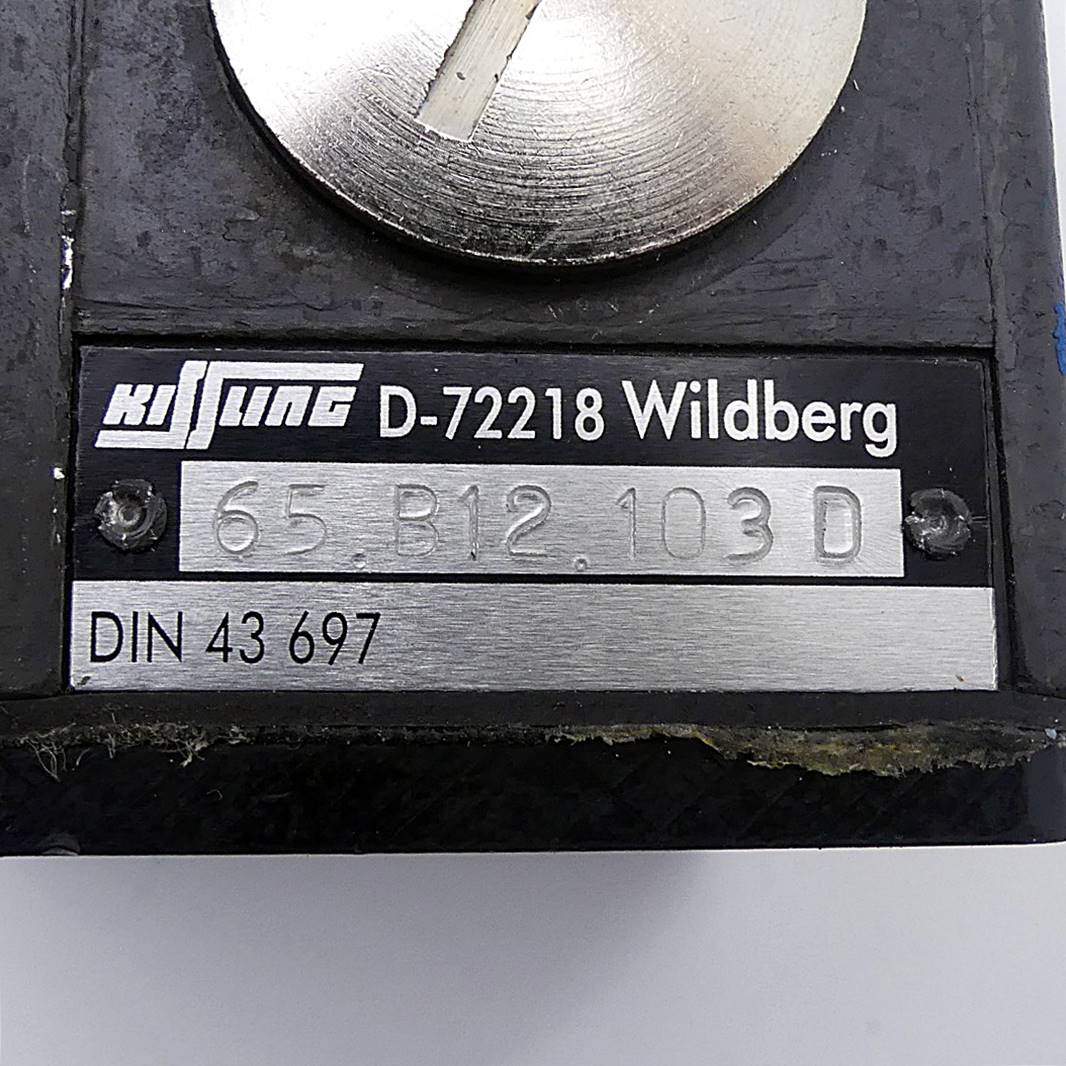 KISSLING D-72218 Wildberg
65.B12.103 D
DIN 43 697